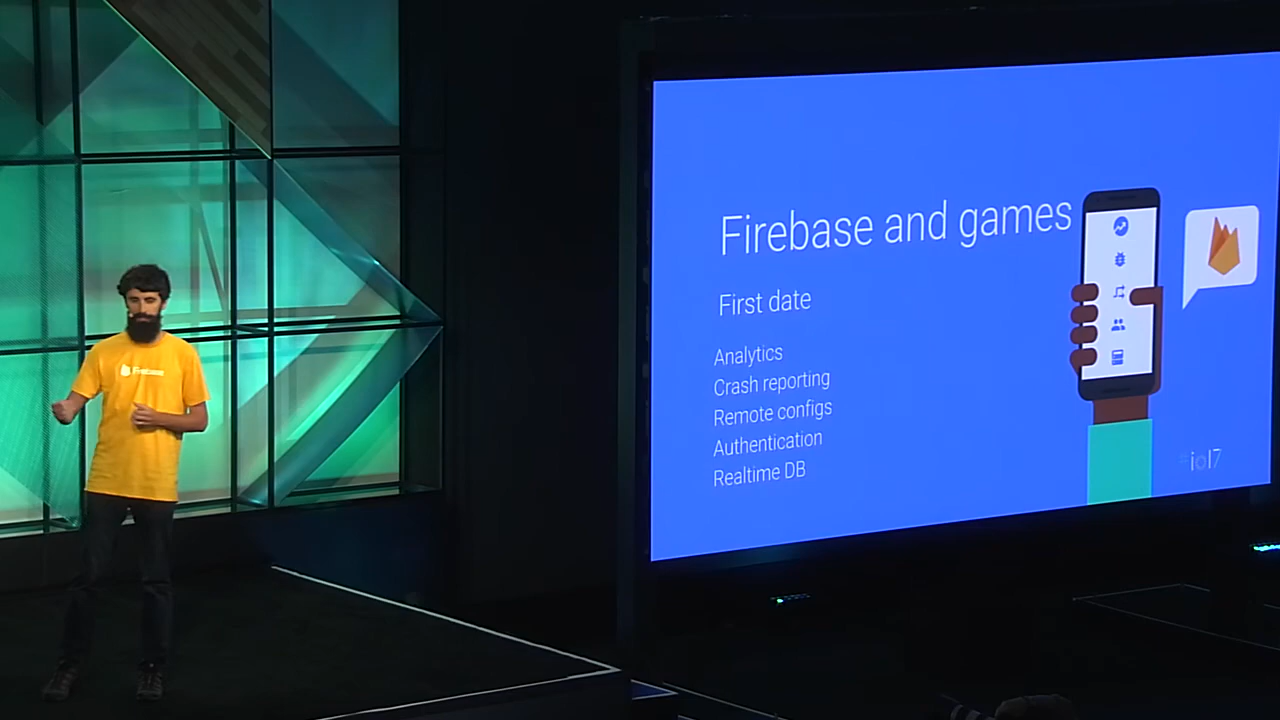 Firebase
Firebase and games
First date
Analytics
Crash reporting
Remote configs
Authentication
Realtime DB
#io17